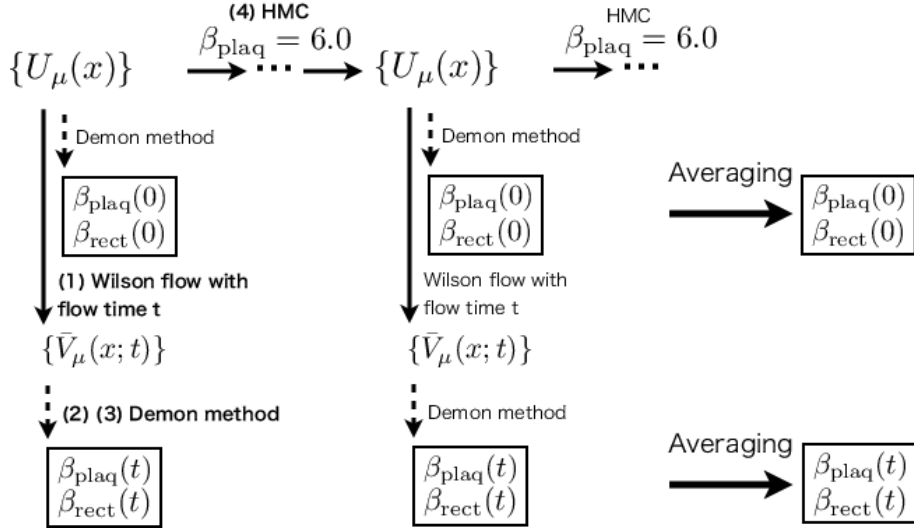 (4) HMC
HMC
{U_μ(x)}
β_plaq = 6.0
{U_μ(x)}
β_plaq = 6.0
Demon method
Demon method
β_plaq(0)
β_rect(0)
β_plaq(0)
β_rect(0)
Averaging
β_plaq(0)
β_rect(0)
(1) Wilson flow with
flow time t
Wilson flow with
flow time t
{V̄_μ(x; t)}
{V̄_μ(x; t)}
(2) (3) Demon method
Demon method
β_plaq(t)
β_rect(t)
β_plaq(t)
β_rect(t)
Averaging
β_plaq(t)
β_rect(t)